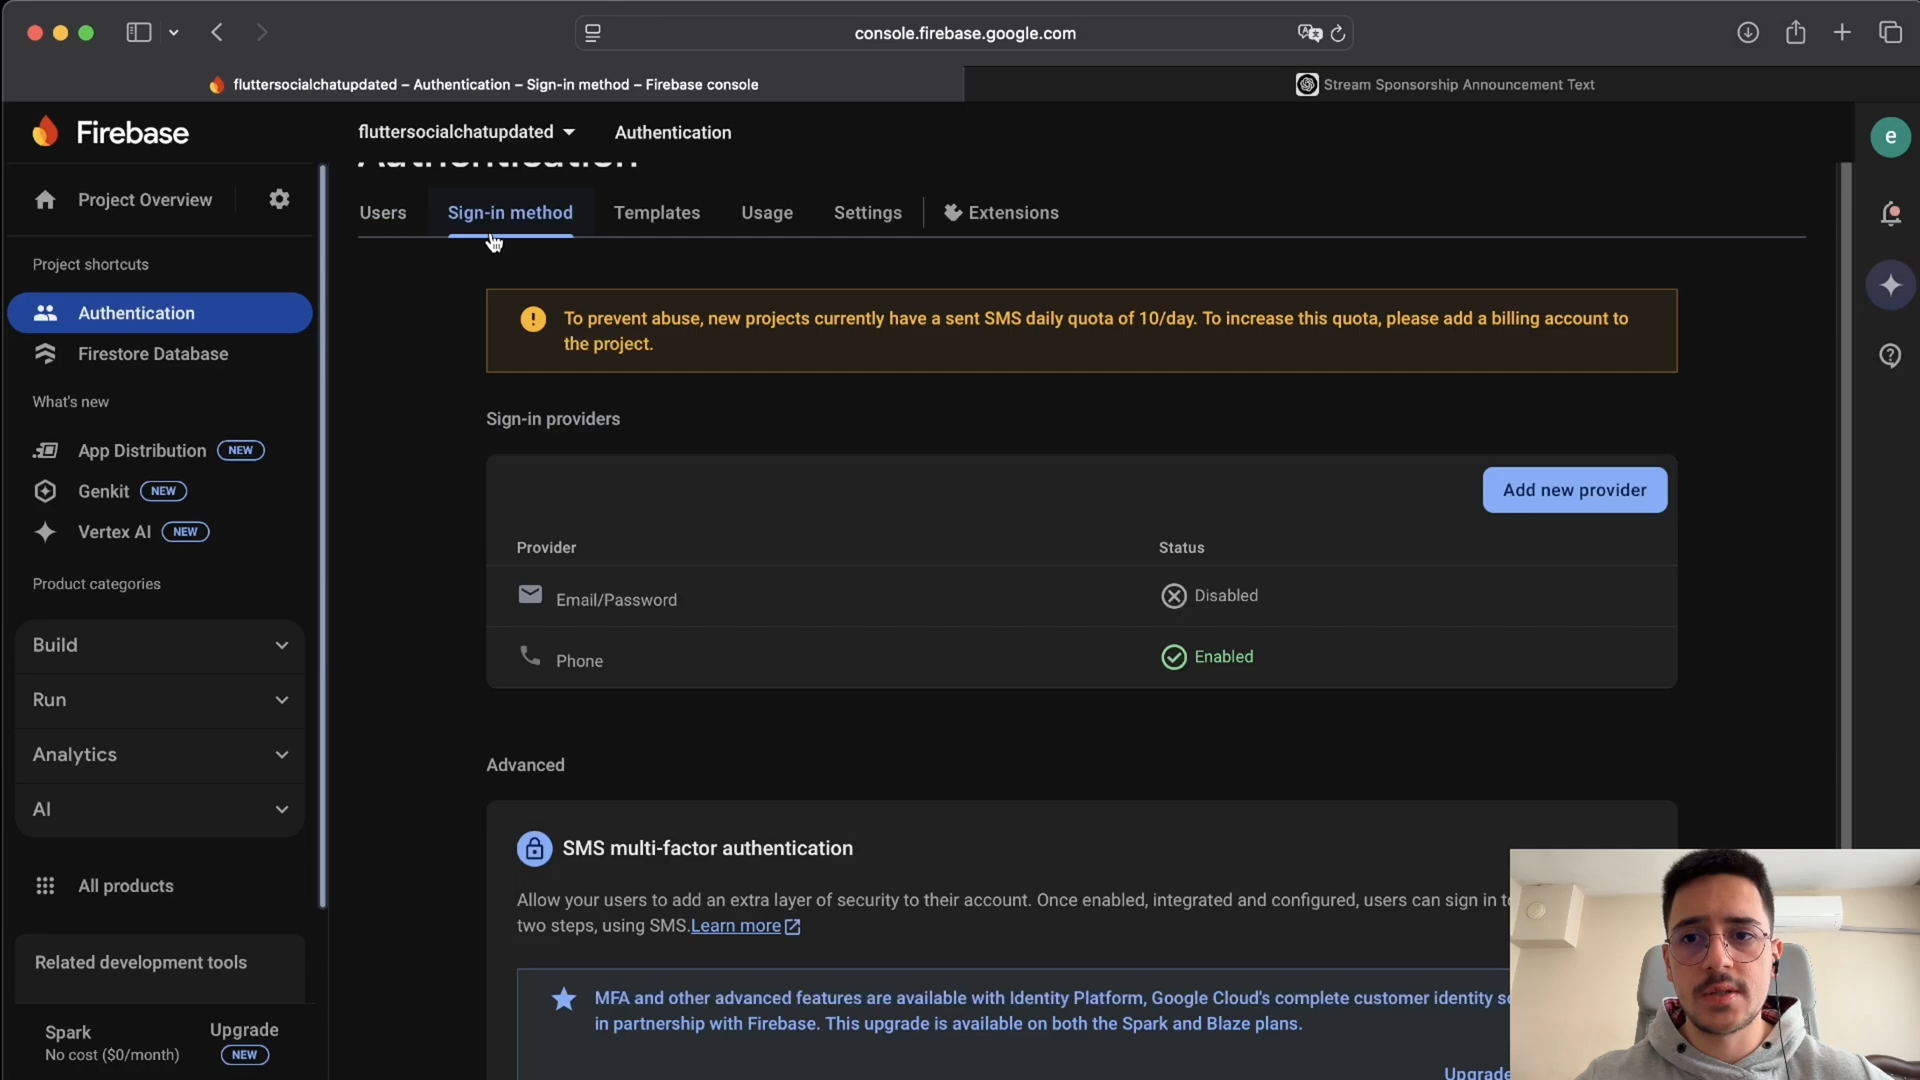 console.firebase.google.com
fluttersocialchatupdated – Authentication – Sign-in method – Firebase console
Stream Sponsorship Announcement Text
Firebase
fluttersocialchatupdated
Authentication
e
Authentication
Project Overview
Users
Sign-in method
Templates
Usage
Settings
Extensions
Project shortcuts
Authentication
Firestore Database
What's new
App Distribution NEW
Genkit NEW
Vertex AI NEW
Product categories
Build
Run
Analytics
AI
All products
Related development tools
Spark
No cost ($0/month)
Upgrade
NEW
To prevent abuse, new projects currently have a sent SMS daily quota of 10/day. To increase this quota, please add a billing account to
the project.
Sign-in providers
Add new provider
Provider
Status
Email/Password
Disabled
Phone
Enabled
Advanced
SMS multi-factor authentication
Allow your users to add an extra layer of security to their account. Once enabled, integrated and configured, users can sign in
two steps, using SMS.Learn more
MFA and other advanced features are available with Identity Platform, Google Cloud's complete customer identity
in partnership with Firebase. This upgrade is available on both the Spark and Blaze plans.
Upgrade